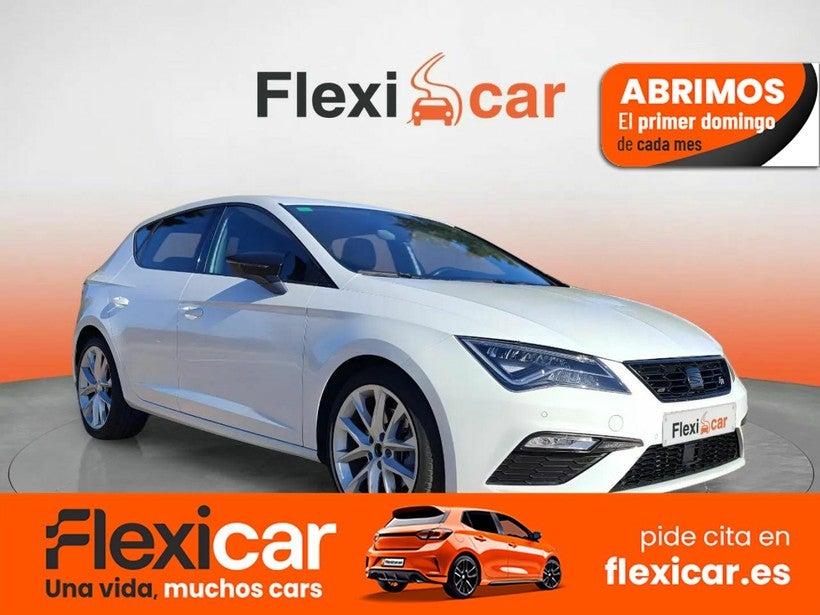 Flexicar
ABRIMOS
El primer domingo
de cada mes
FR
Flexicar
Flexicar
Una vida, muchos cars
pide cita en
flexicar.es